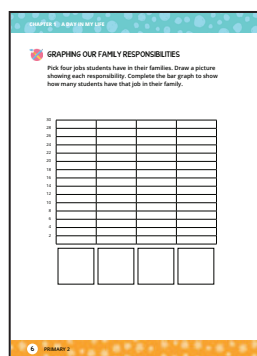 CHAPTER 1 : A DAY IN MY LIFE
GRAPHING OUR FAMILY RESPONSIBILITIES
Pick four jobs students have in their families. Draw a picture
showing each responsibility. Complete the bar graph to show
how many students have that job in their family.
30
28
26
24
22
20
18
16
14
12
10
8
6
4
2
6 PRIMARY 2